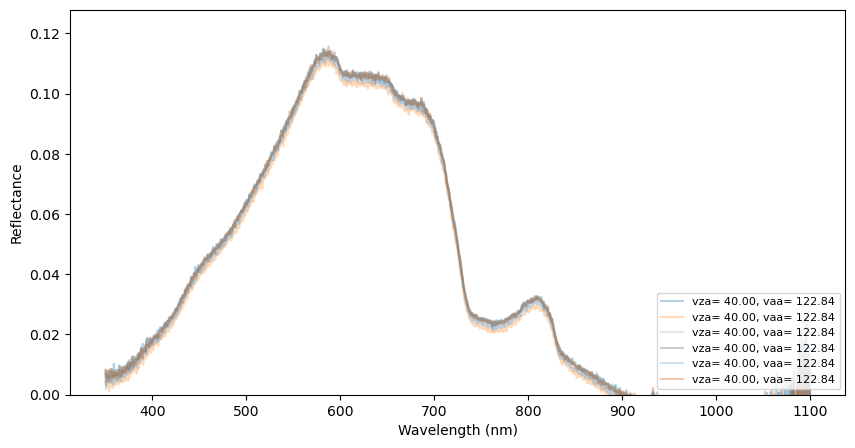 0.12
0.10
0.08
0.06
0.04
0.02
0.00
Reflectance
400 500 600 700 800 900 1000 1100
Wavelength (nm)
vza= 40.00, vaa= 122.84
vza= 40.00, vaa= 122.84
vza= 40.00, vaa= 122.84
vza= 40.00, vaa= 122.84
vza= 40.00, vaa= 122.84
vza= 40.00, vaa= 122.84